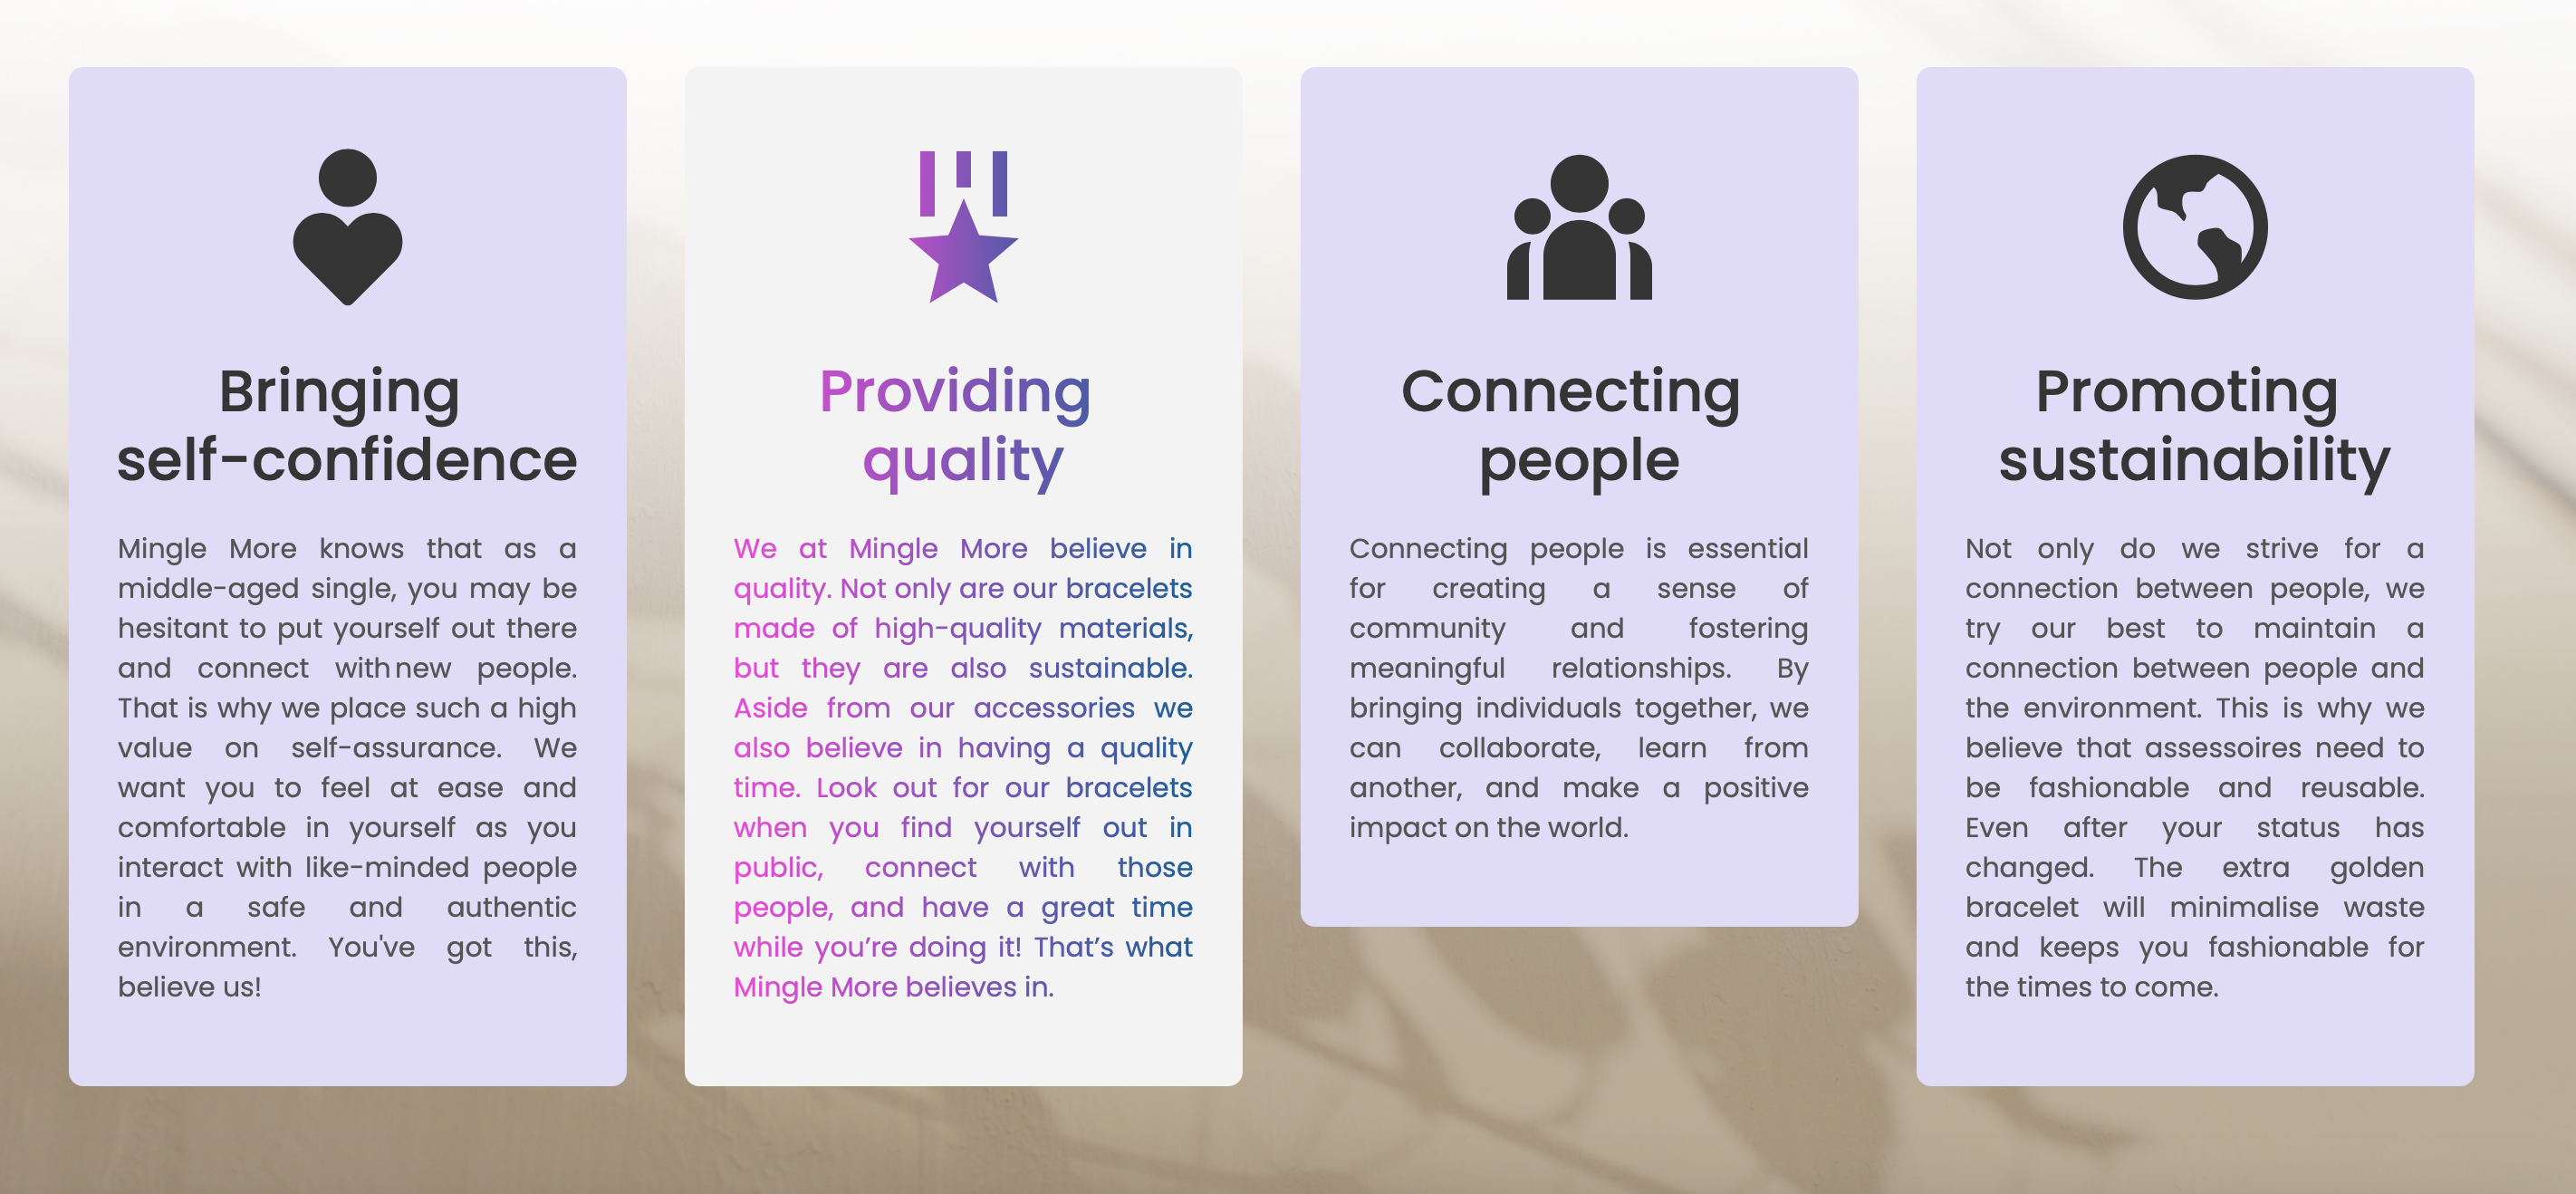 Bringing
self-confidence
Mingle More knows that as a
middle-aged single, you may be
hesitant to put yourself out there
and connect with new people.
That is why we place such a high
value on self-assurance. We
want you to feel at ease and
comfortable in yourself as you
interact with like-minded people
in a safe and authentic
environment. You've got this,
believe us!
Providing
quality
We at Mingle More believe in
quality. Not only are our bracelets
made of high-quality materials,
but they are also sustainable.
Aside from our accessories we
also believe in having a quality
time. Look out for our bracelets
when you find yourself out in
public, connect with those
people, and have a great time
while you’re doing it! That’s what
Mingle More believes in.
Connecting
people
Connecting people is essential
for creating a sense of
community and fostering
meaningful relationships. By
bringing individuals together, we
can collaborate, learn from
another, and make a positive
impact on the world.
Promoting
sustainability
Not only do we strive for a
connection between people, we
try our best to maintain a
connection between people and
the environment. This is why we
believe that assessoires need to
be fashionable and reusable.
Even after your status has
changed. The extra golden
bracelet will minimalise waste
and keeps you fashionable for
the times to come.